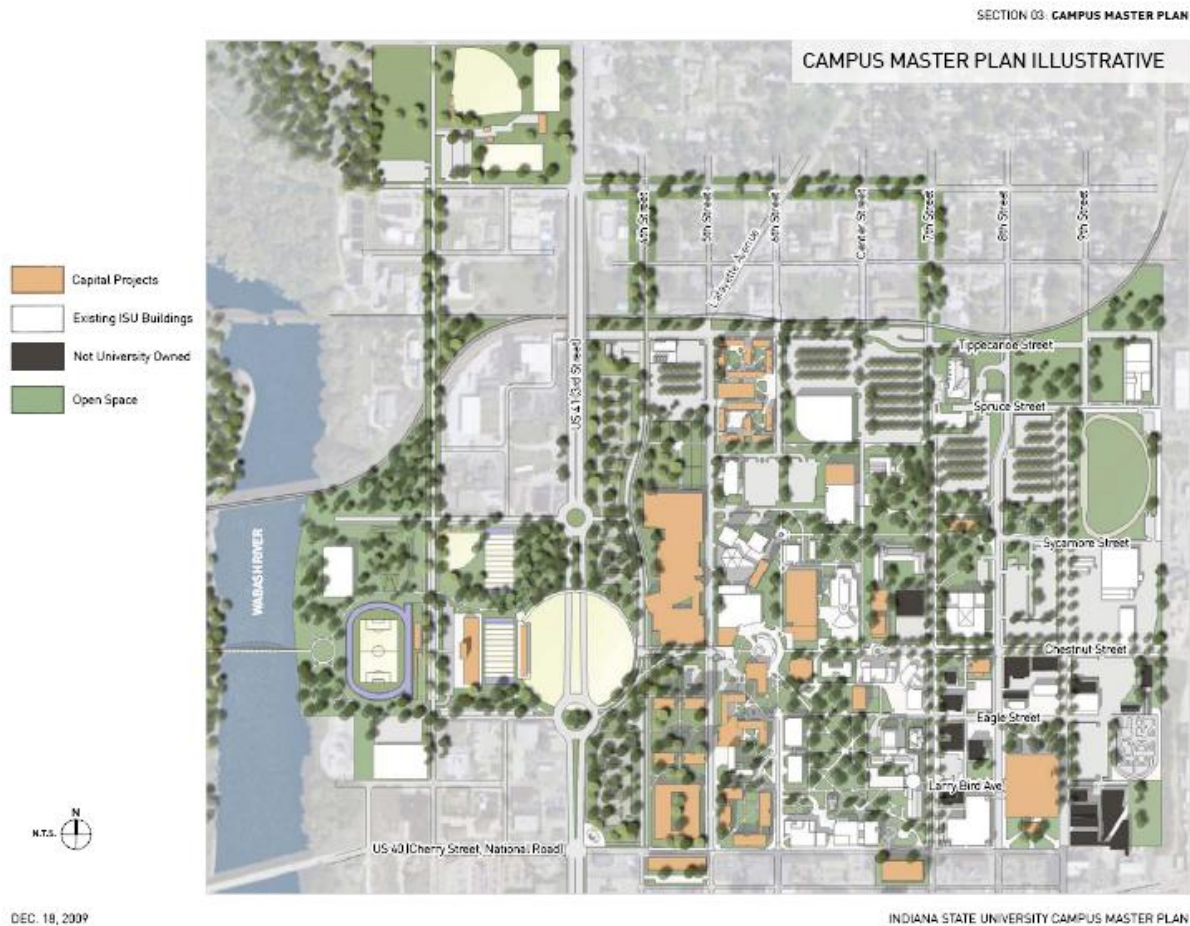 SECTION 03: CAMPUS MASTER PLAN
CAMPUS MASTER PLAN ILLUSTRATIVE
4th Street
5th Street
6th Street
Center Street
7th Street
8th Street
9th Street
Lafayette Avenue
Capital Projects
Existing ISU Buildings
Not University Owned
Open Space
US 41 (3rd Street)
Tippecanoe Street
Spruce Street
WABASH RIVER
Sycamore Street
Chestnut Street
Eagle Street
Larry Bird Ave
N
N.T.S.
US 40 (Cherry Street, National Road)
DEC. 18, 2009
INDIANA STATE UNIVERSITY CAMPUS MASTER PLAN